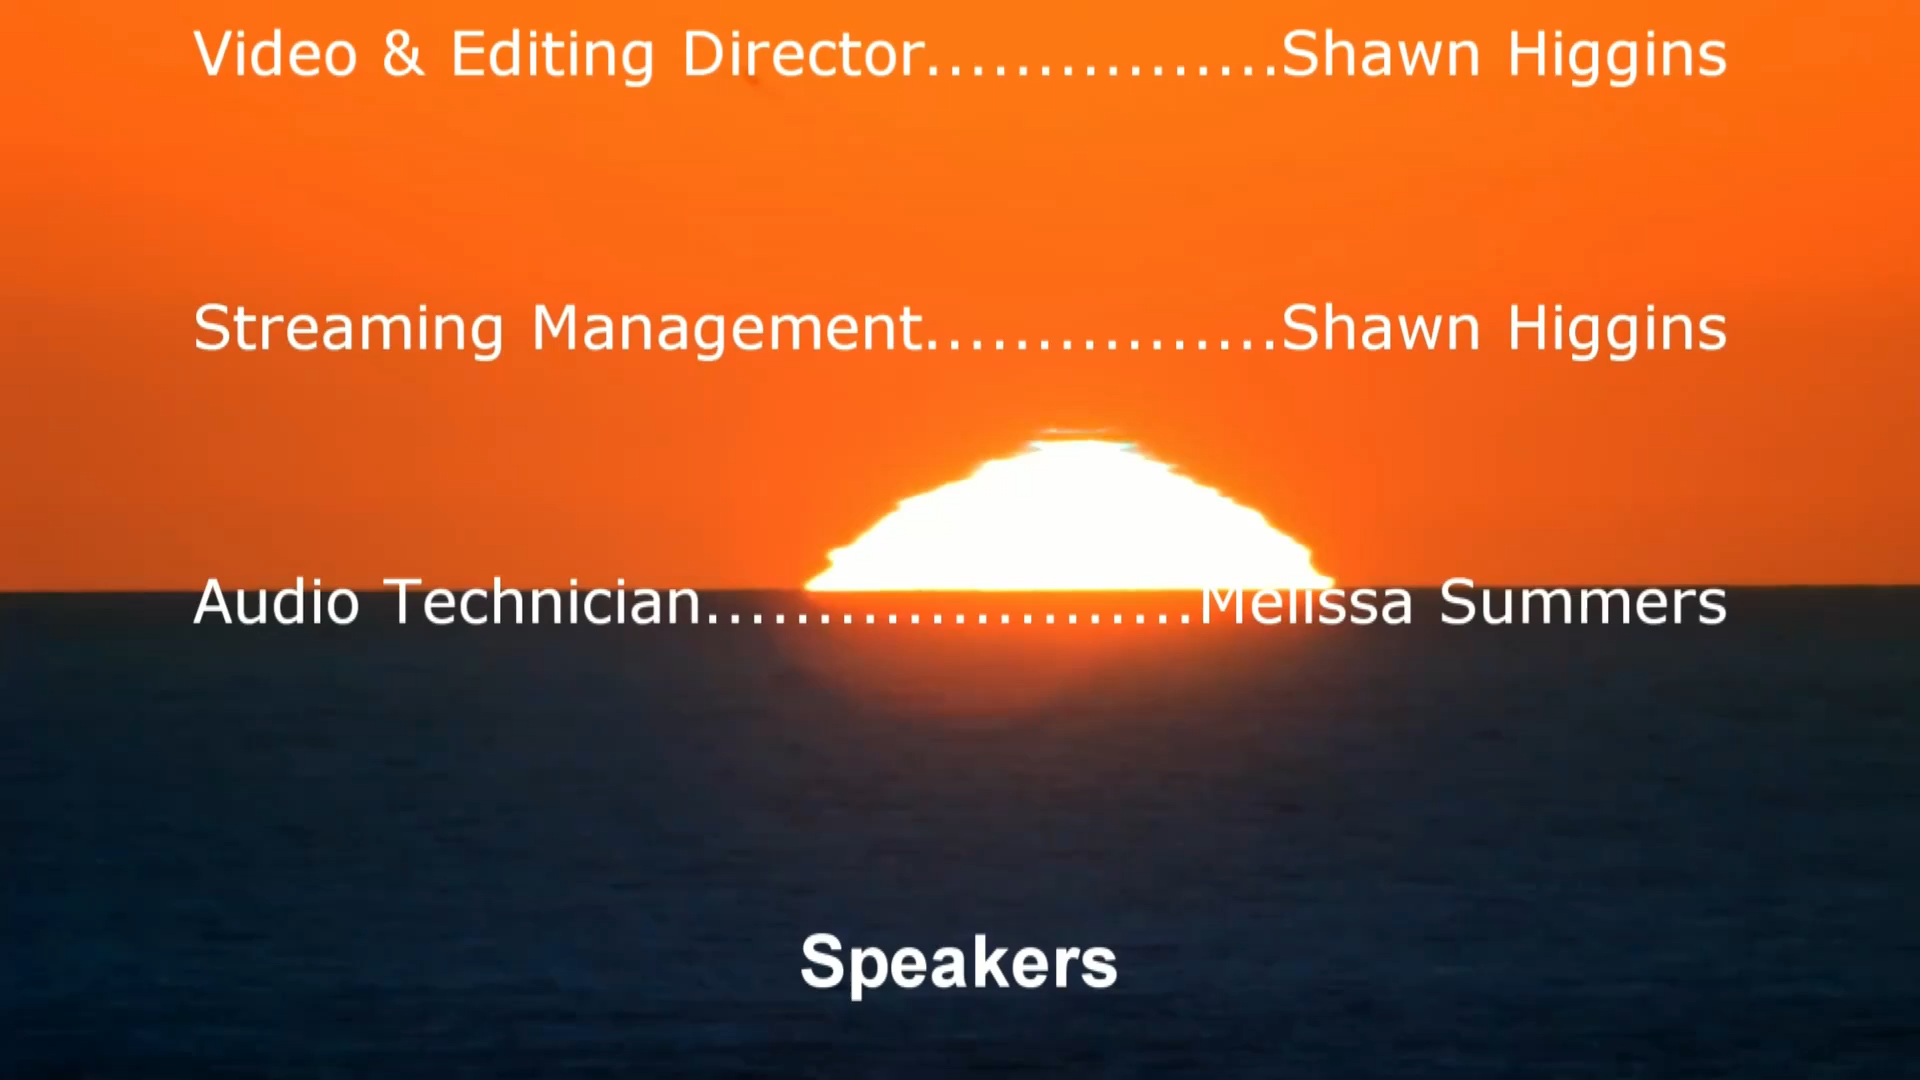 Video & Editing Director................Shawn Higgins
Streaming Management................Shawn Higgins
Audio Technician......................Melissa Summers
Speakers